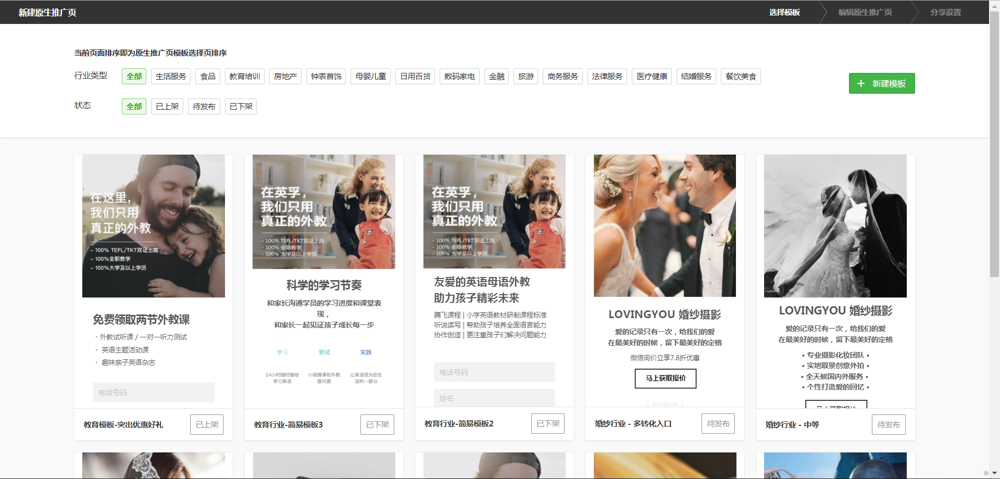 新建原生推广页
选择模板
编辑原生推广页
分享设置
当前页面排序即为原生推广页模板选择页排序
行业类型 全部 生活服务 食品 教育培训 房地产 钟表首饰 母婴儿童 日用百货 数码家电 金融 旅游 商务服务 法律服务 医疗健康 结婚服务 餐饮美食
+ 新建模板
状态 全部 已上架 待发布 已下架
在这里，
我们只用
真正的外教
- 100% TEFL/TKT双证上岗
- 100%全职教学
- 100%大学及以上学历
免费领取两节外教课
· 外教试听课 / 一对一听力测试
· 英语主题活动课
· 趣味亲子英语杂志
电话号码
教育模板-突出优惠好礼
已上架
在英孚，
我们只用
真正的外教
- 100% TEFL/TKT双证上岗
- 100% 全职教学
- 100% 大学及以上学历
科学的学习节奏
和家长沟通学员的学习进度和课堂表
现，
和家长一起见证孩子成长每一步
学习 尝试 实践
24小时随时随地 小班授课和外教 让英语成为您生
学习英语 面对面 活的一部分
教育行业-简易模板3
已下架
在英孚，
我们只用
真正的外教
- 100% TEFL/TKT双证上岗
- 100% 全职教学
- 100% 大学及以上学历
友爱的英语母语外教
助力孩子精彩未来
腾飞课程 | 小学英语教材研制课程标准
听说读写 | 帮助孩子培养全面语言能力
协作创造 | 更注重孩子们解决问题能力
电话号码
姓名
教育行业-简易模板2
已下架
LOVINGYOU 婚纱摄影
爱的记录只有一次，给我们的爱
在最美好的时候，留下最美好的定格
微信询价立享7.8折优惠
马上获取报价
↓ lookbook ↓
婚纱行业 - 多转化入口
待发布
LOVINGYOU 婚纱摄影
爱的记录只有一次，给我们的爱
在最美好的时候，留下最美好的定格
• 专业摄影化妆团队 •
• 实地取景创意外拍 •
• 全天候国内外服务 •
• 个性打造爱的回忆 •
马上获取报价
婚纱行业 - 中等
待发布